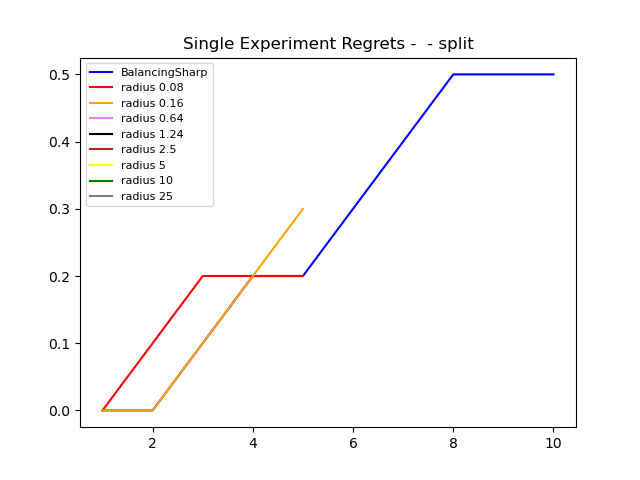 Single Experiment Regrets -  - split
BalancingSharp
radius 0.08
radius 0.16
radius 0.64
radius 1.24
radius 2.5
radius 5
radius 10
radius 25
0.5
0.4
0.3
0.2
0.1
0.0
2 4 6 8 10